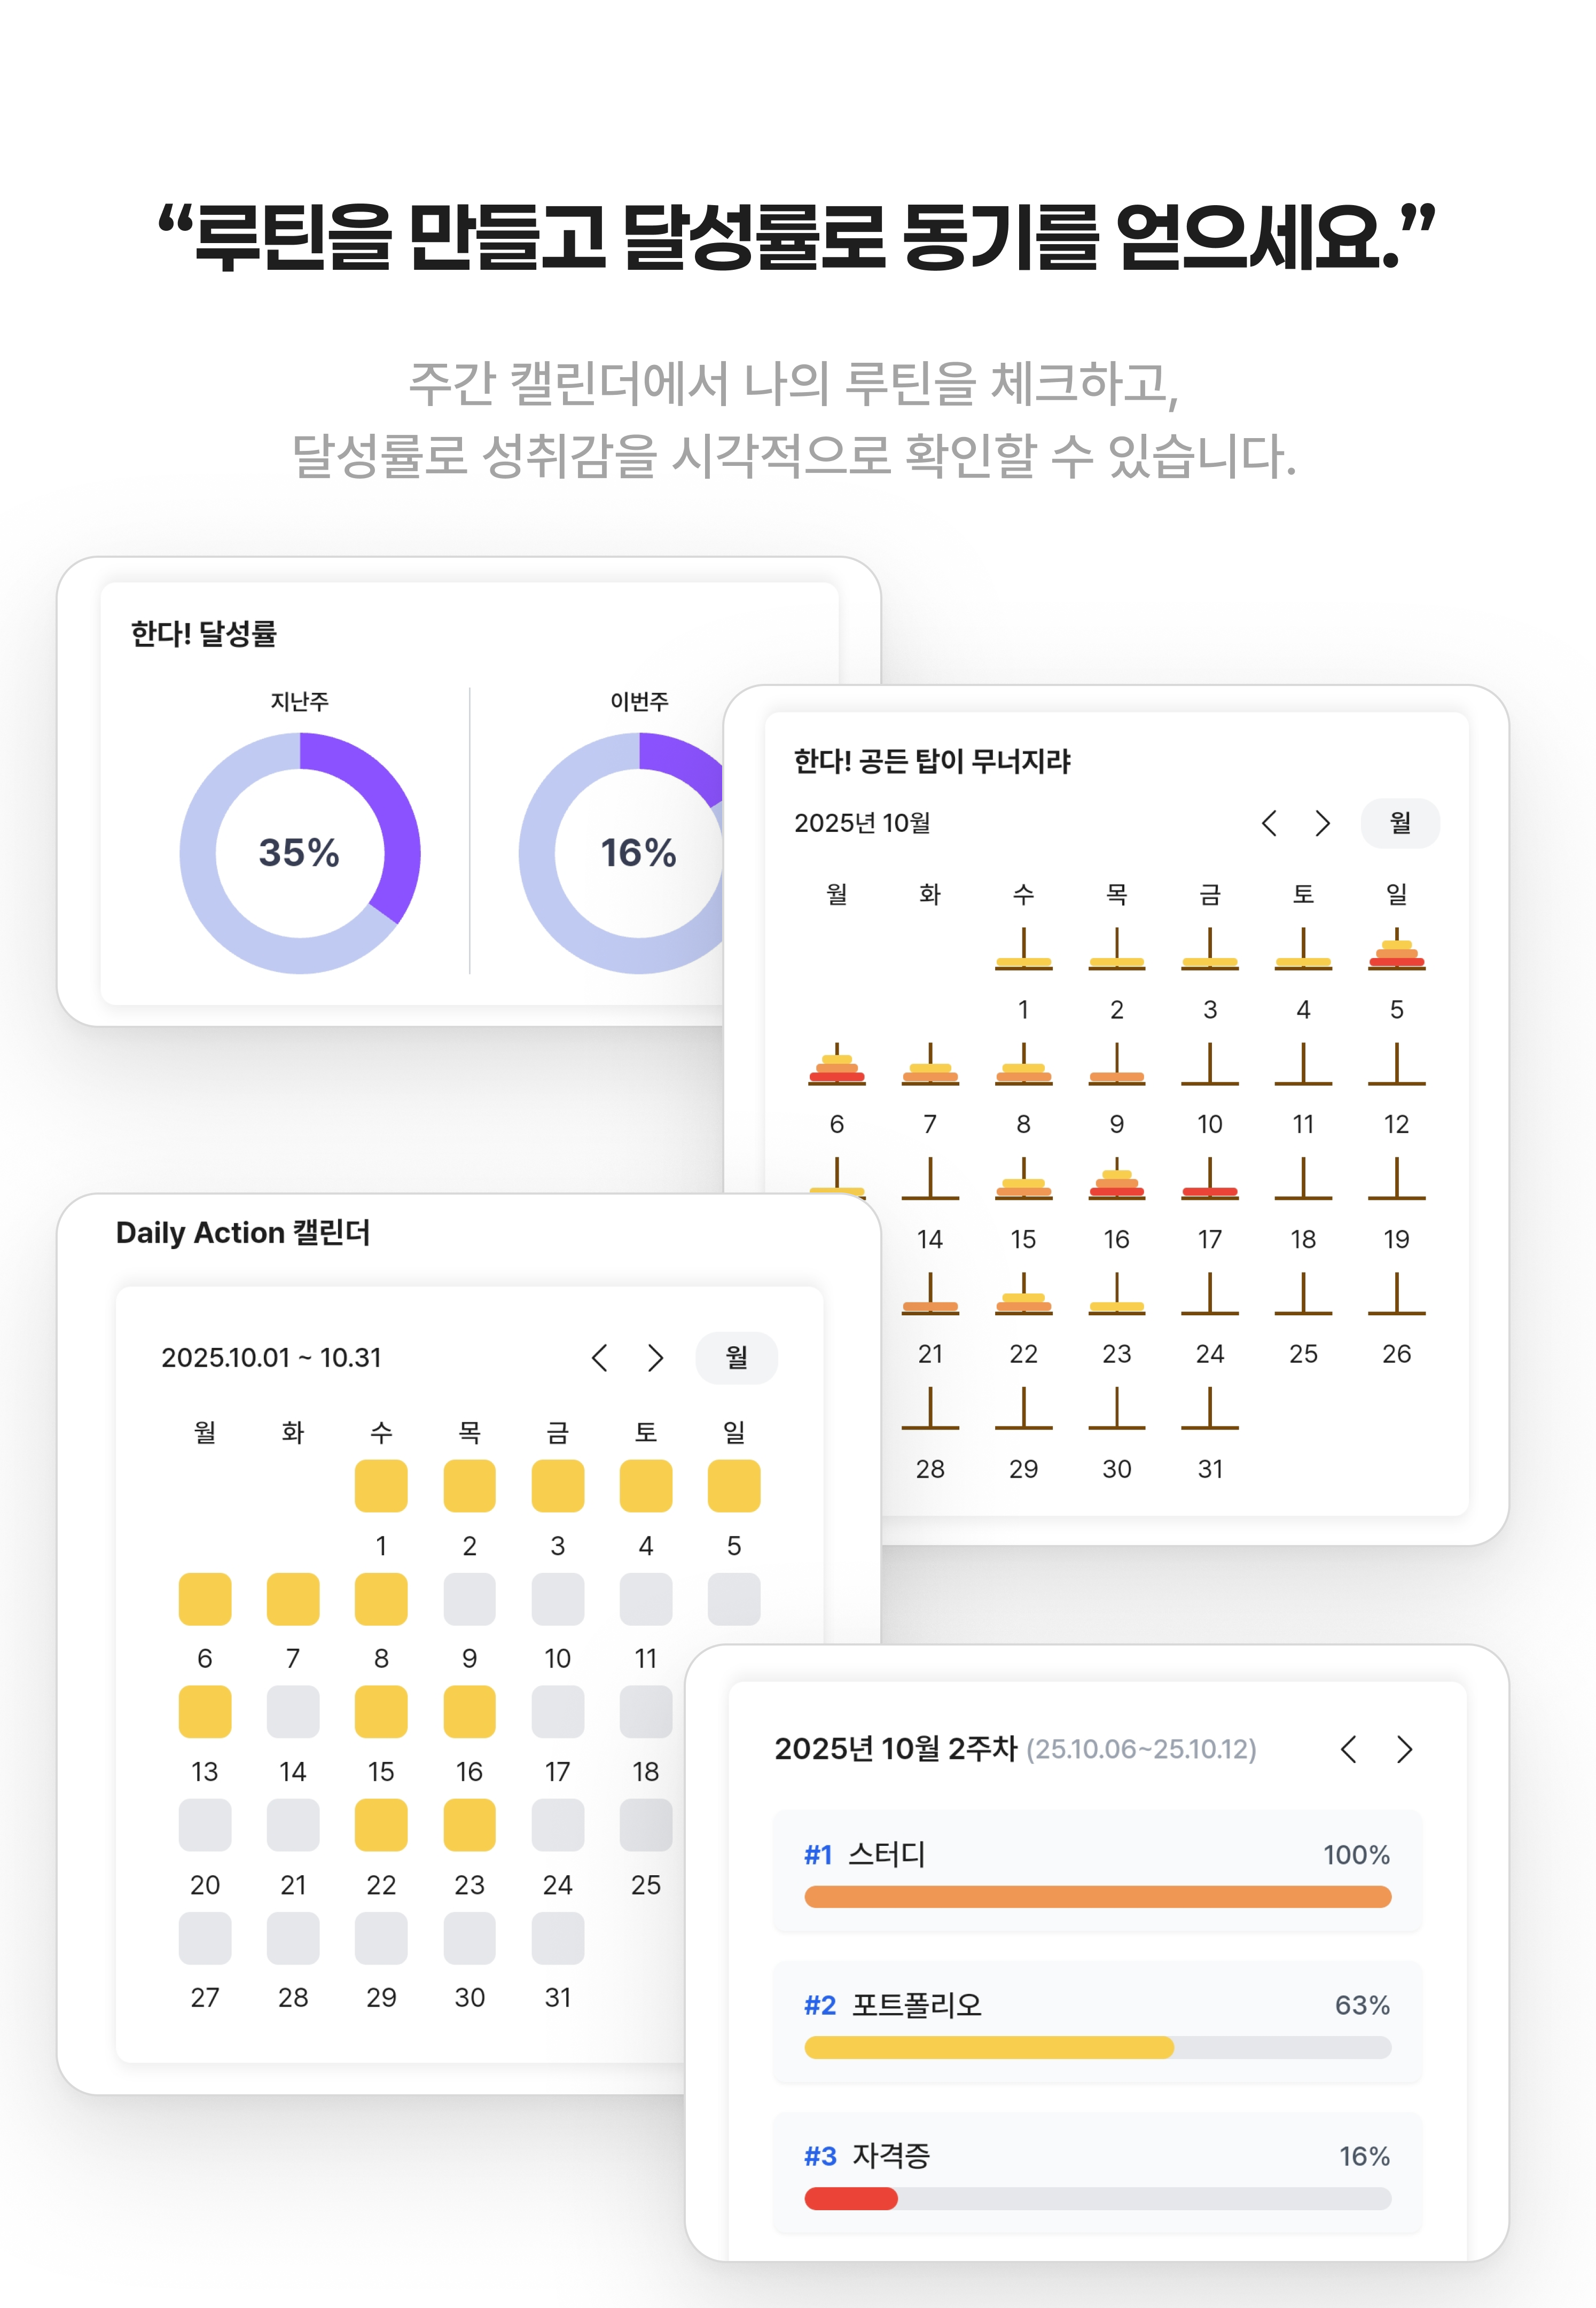 “루틴을 만들고 달성률로 동기를 얻으세요.”
주간 캘린더에서 나의 루틴을 체크하고,
달성률로 성취감을 시각적으로 확인할 수 있습니다.
한다! 달성률
지난주 이번주
35% 16%
한다! 공든 탑이 무너지랴
2025년 10월 월
월 화 수 목 금 토 일
1 2 3 4 5
6 7 8 9 10 11 12
14 15 16 17 18 19
21 22 23 24 25 26
28 29 30 31
Daily Action 캘린더
2025.10.01 ~ 10.31 월
월 화 수 목 금 토 일
1 2 3 4 5
6 7 8 9 10 11
13 14 15 16 17 18
20 21 22 23 24 25
27 28 29 30 31
2025년 10월 2주차 (25.10.06~25.10.12)
#1 스터디 100%
#2 포트폴리오 63%
#3 자격증 16%